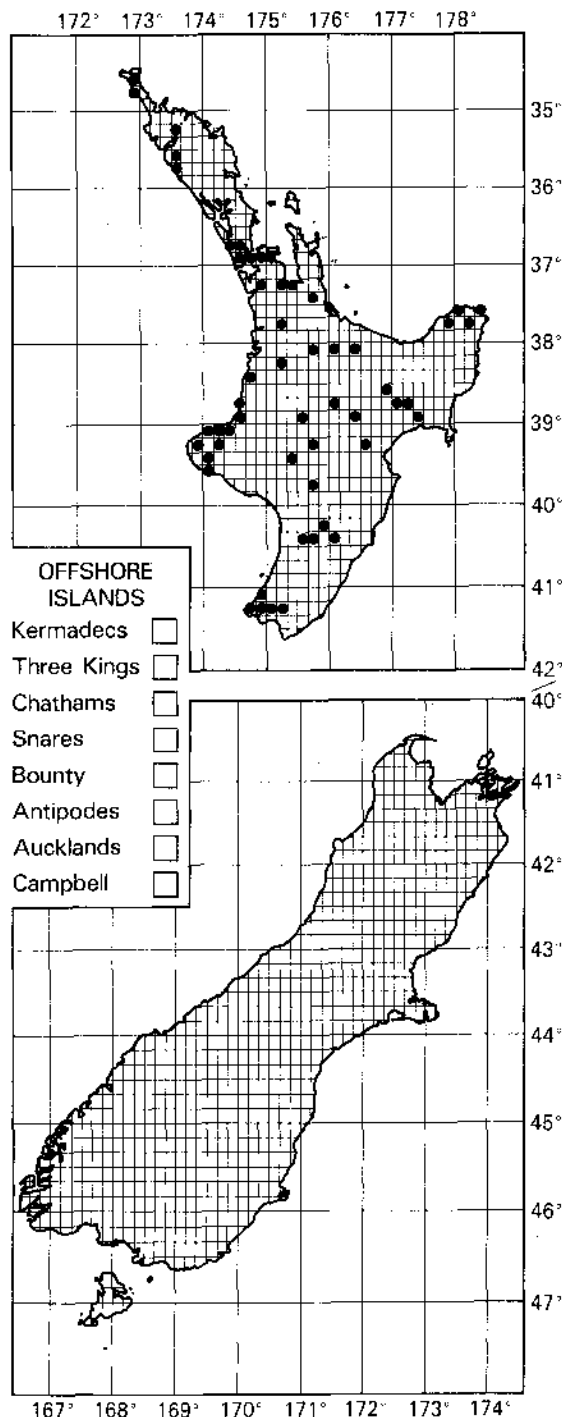 172° 173° 174° 175° 176° 177° 178°
35°
36°
37°
38°
39°
40°
41°
42°
OFFSHORE
ISLANDS
Kermadecs
Three Kings
Chathams
Snares
Bounty
Antipodes
Aucklands
Campbell
40°
41°
42°
43°
44°
45°
46°
47°
167° 168° 169° 170° 171° 172° 173° 174°